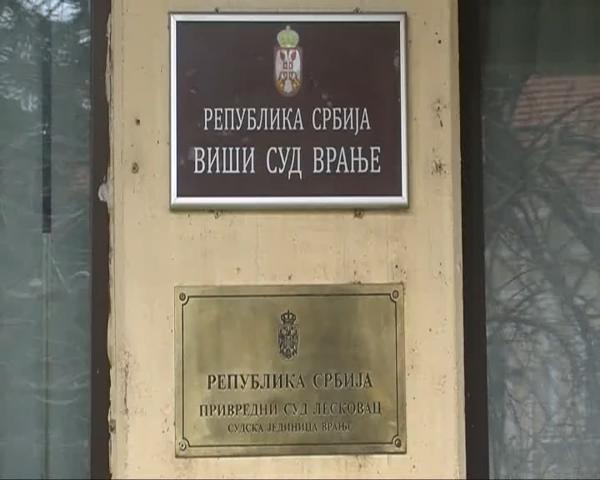 РЕПУБЛИКА СРБИЈА
ВИШИ СУД ВРАЊЕ
РЕПУБЛИКА СРБИЈА
ПРИВРЕДНИ СУД ЛЕСКОВАЦ
СУДСКА ЈЕДИНИЦА ВРАЊЕ